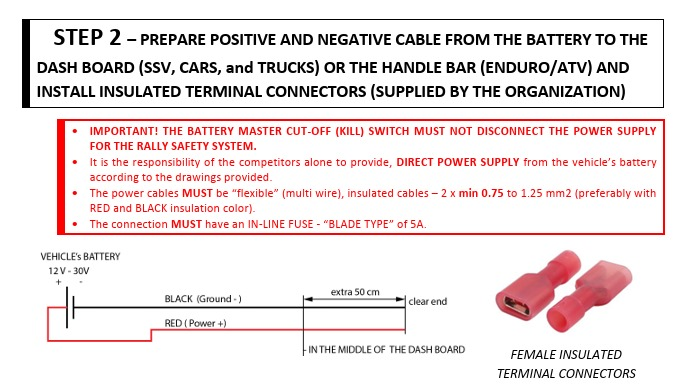 STEP 2 – PREPARE POSITIVE AND NEGATIVE CABLE FROM THE BATTERY TO THE
DASH BOARD (SSV, CARS, and TRUCKS) OR THE HANDLE BAR (ENDURO/ATV) AND
INSTALL INSULATED TERMINAL CONNECTORS (SUPPLIED BY THE ORGANIZATION)
• IMPORTANT! THE BATTERY MASTER CUT-OFF (KILL) SWITCH MUST NOT DISCONNECT THE POWER SUPPLY
FOR THE RALLY SAFETY SYSTEM.
• It is the responsibility of the competitors alone to provide, DIRECT POWER SUPPLY from the vehicle's battery
according to the drawings provided.
• The power cables MUST be “flexible” (multi wire), insulated cables – 2 x min 0.75 to 1.25 mm2 (preferably with
RED and BLACK insulation color).
• The connection MUST have an IN-LINE FUSE - “BLADE TYPE” of 5A.
VEHICLE's BATTERY
12 V - 30V
+ -
BLACK (Ground - )
extra 50 cm
clear end
RED ( Power +)
- IN THE MIDDLE OF THE DASH BOARD
FEMALE INSULATED
TERMINAL CONNECTORS